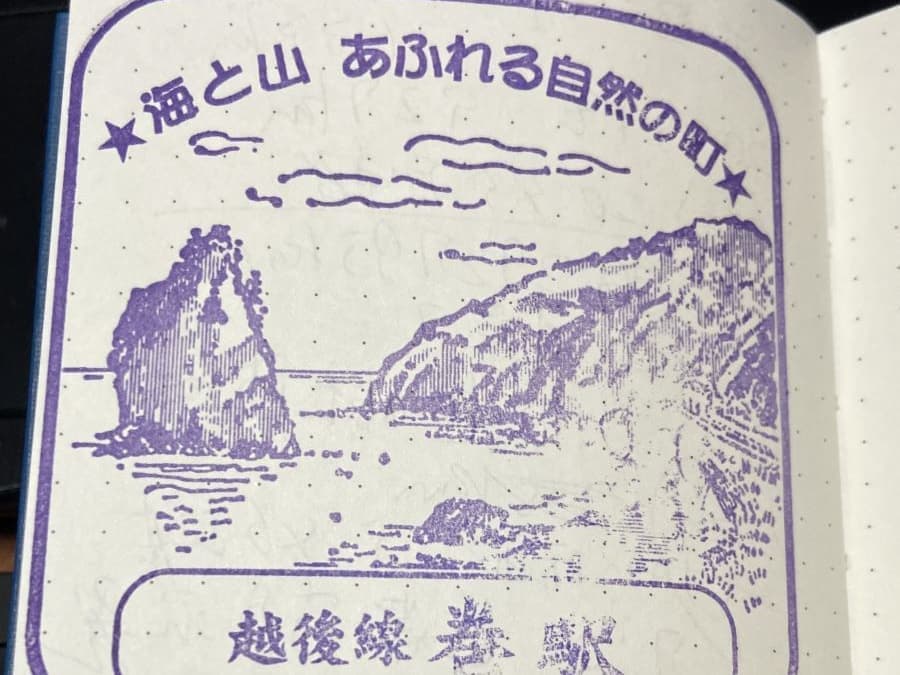 ★海と山 あふれる自然の町★
越後線 巻駅